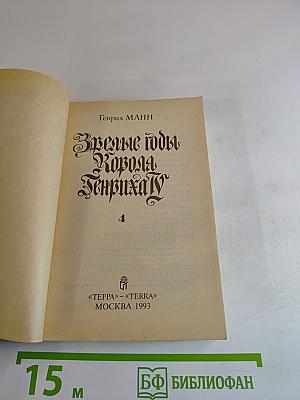 Генрих МАНН
Зрелые годы
Короля
Генриха IV
4
«ТЕРРА» – «TERRA»
МОСКВА 1993
15 м
БФ БИБЛИОФАН